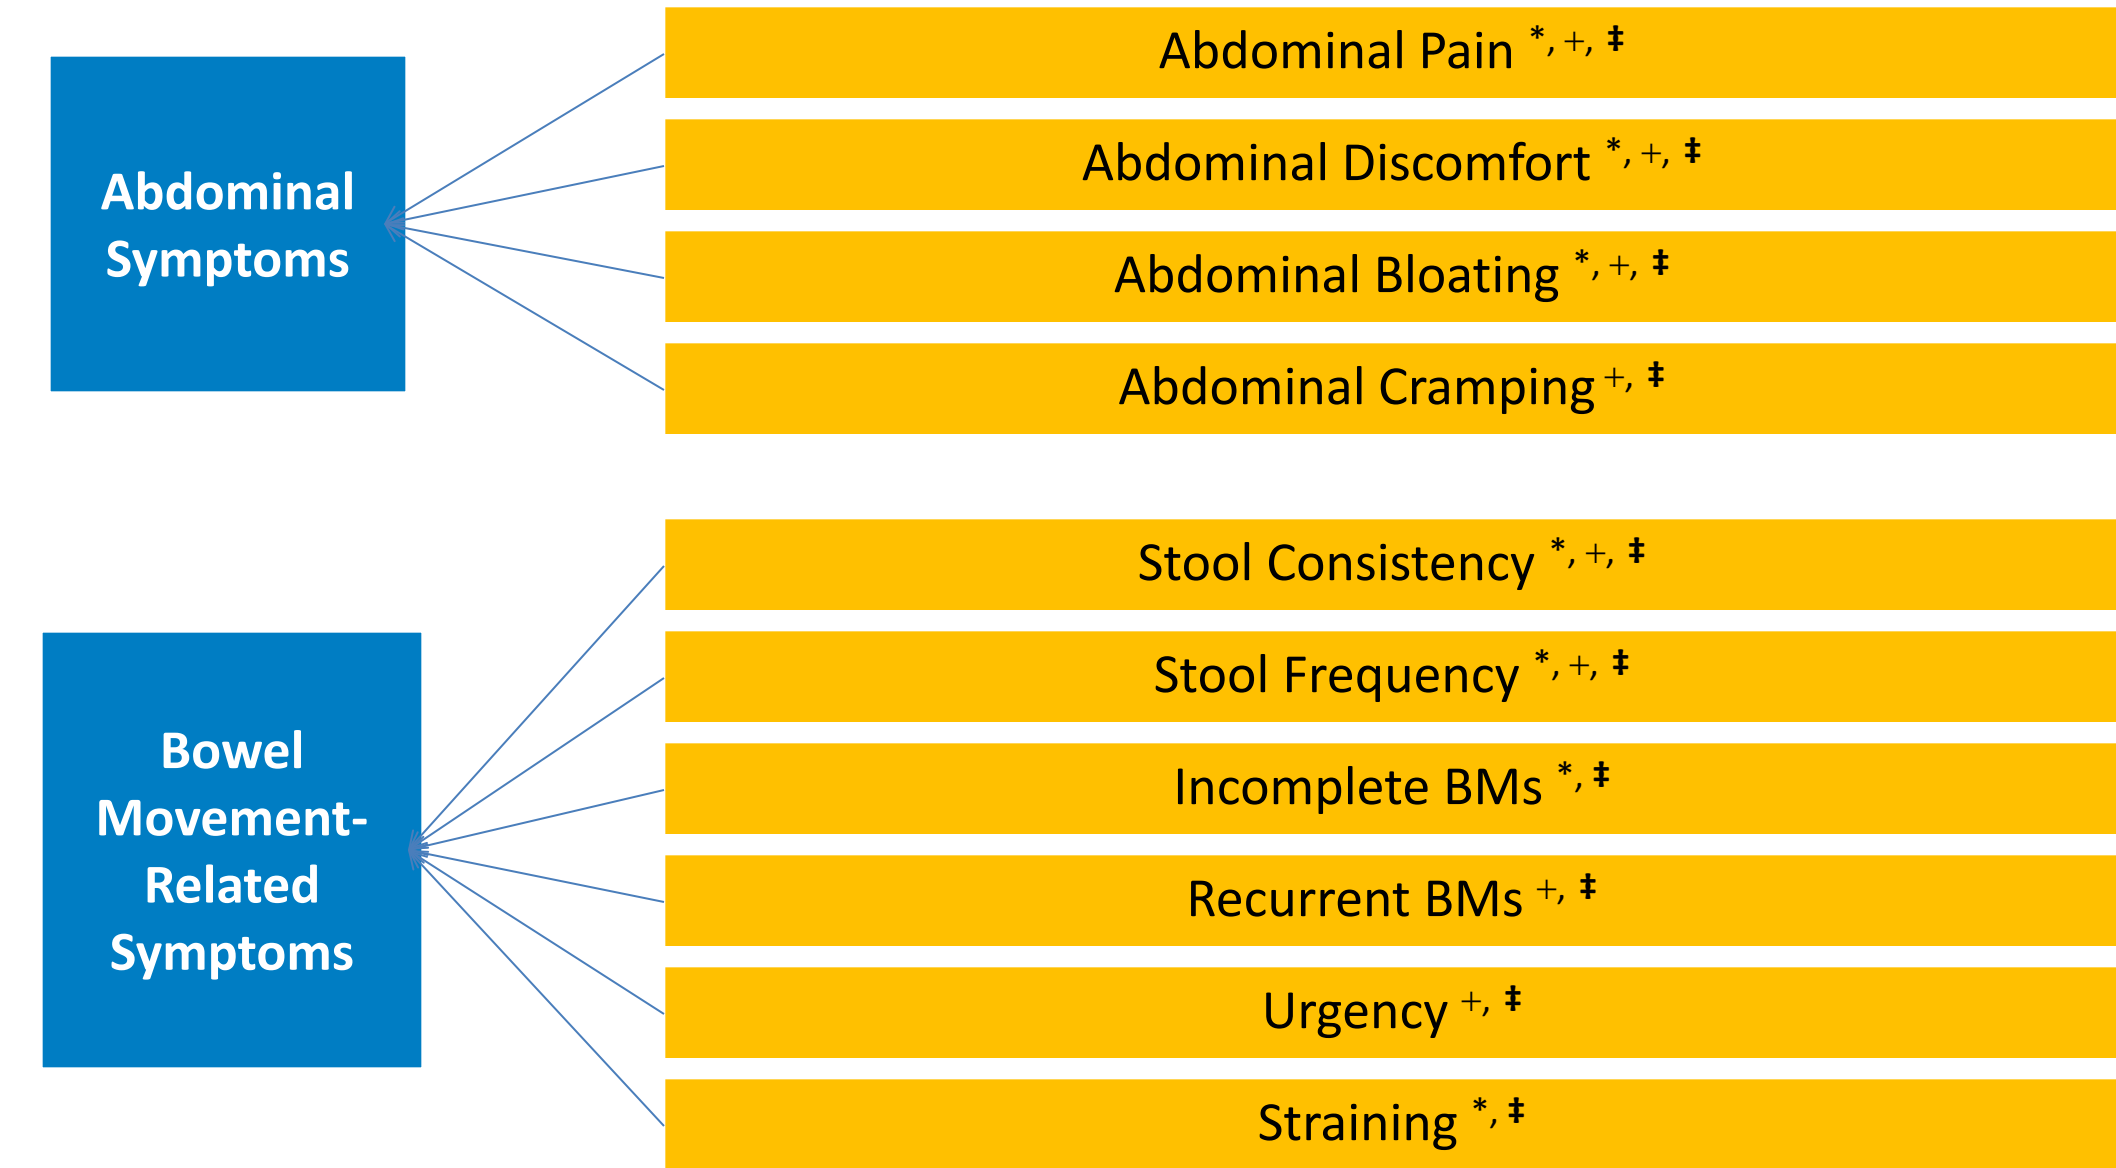 Abdominal
Symptoms
Abdominal Pain *, +, ‡
Abdominal Discomfort *, +, ‡
Abdominal Bloating *, +, ‡
Abdominal Cramping +, ‡
Bowel
Movement-
Related
Symptoms
Stool Consistency *, +, ‡
Stool Frequency *, +, ‡
Incomplete BMs *, ‡
Recurrent BMs +, ‡
Urgency +, ‡
Straining *, ‡